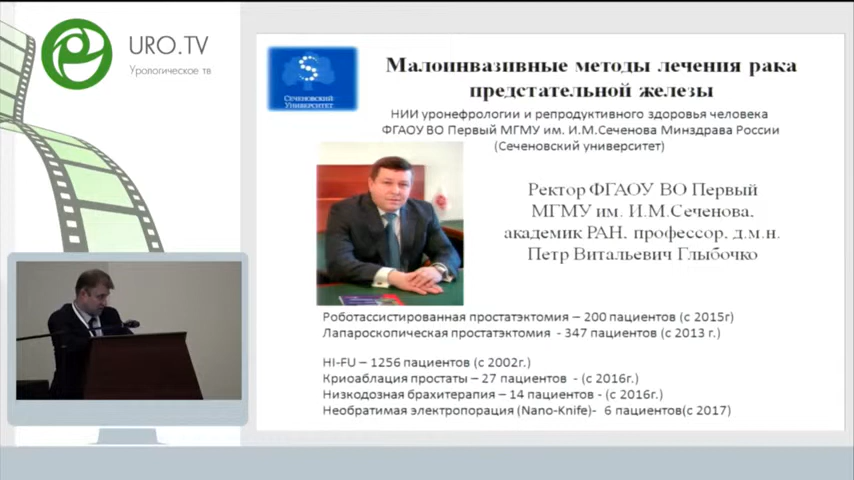 URO.TV
Урологическое тв
Сеченовский
Университет
Малоинвазивные методы лечения рака
предстательной железы
НИИ уронефрологии и репродуктивного здоровья человека
ФГАОУ ВО Первый МГМУ им. И.М.Сеченова Минздрава России
(Сеченовский университет)
Ректор ФГАОУ ВО Первый
МГМУ им. И.М.Сеченова,
академик РАН, профессор, д.м.н.
Петр Витальевич Глыбочко
Роботассистированная простатэктомия – 200 пациентов (с 2015г)
Лапароскопическая простатэктомия - 347 пациентов (с 2013 г.)
HI-FU – 1256 пациентов (с 2002г.)
Криоаблация простаты – 27 пациентов - (с 2016г.)
Низкодозная брахитерапия – 14 пациентов - (с 2016г.)
Необратимая электропорация (Nano-Knife)- 6 пациентов(с 2017)